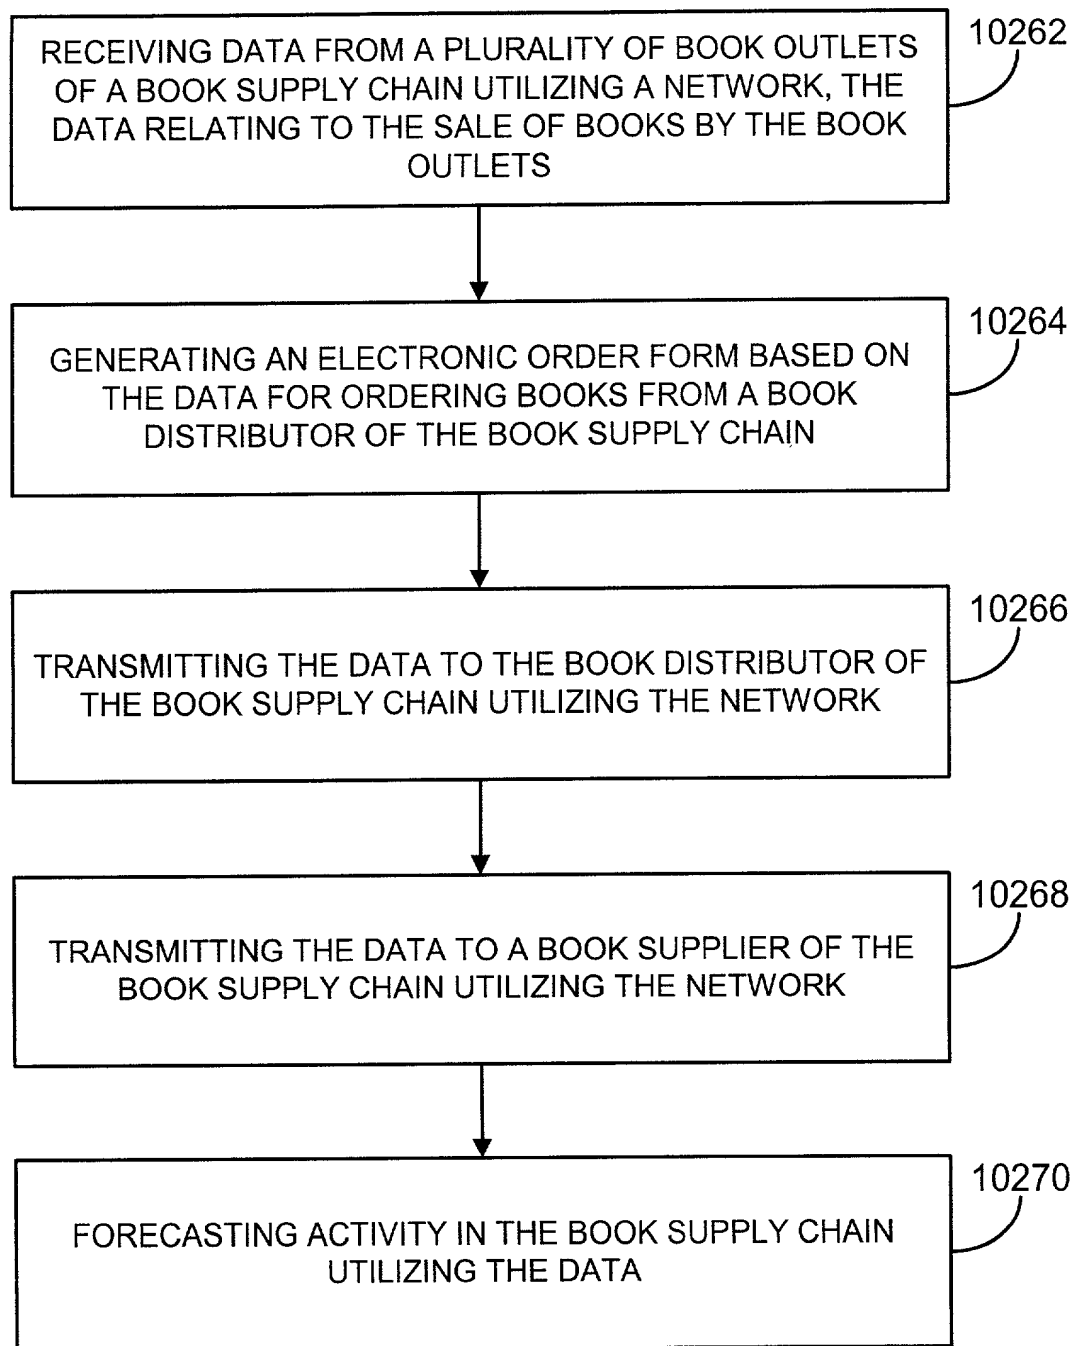 10262
RECEIVING DATA FROM A PLURALITY OF BOOK OUTLETS
OF A BOOK SUPPLY CHAIN UTILIZING A NETWORK, THE
DATA RELATING TO THE SALE OF BOOKS BY THE BOOK
OUTLETS
10264
GENERATING AN ELECTRONIC ORDER FORM BASED ON
THE DATA FOR ORDERING BOOKS FROM A BOOK
DISTRIBUTOR OF THE BOOK SUPPLY CHAIN
10266
TRANSMITTING THE DATA TO THE BOOK DISTRIBUTOR OF
THE BOOK SUPPLY CHAIN UTILIZING THE NETWORK
10268
TRANSMITTING THE DATA TO A BOOK SUPPLIER OF THE
BOOK SUPPLY CHAIN UTILIZING THE NETWORK
10270
FORECASTING ACTIVITY IN THE BOOK SUPPLY CHAIN
UTILIZING THE DATA